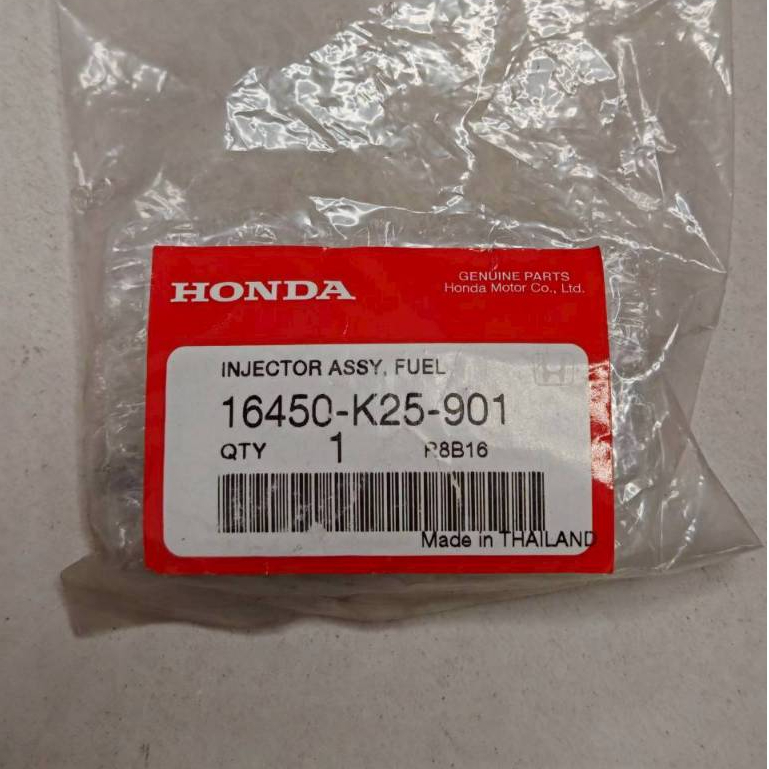 HONDA
GENUINE PARTS
Honda Motor Co., Ltd.
INJECTOR ASSY, FUEL
16450-K25-901
QTY 1 R8B16
Made in THAILAND